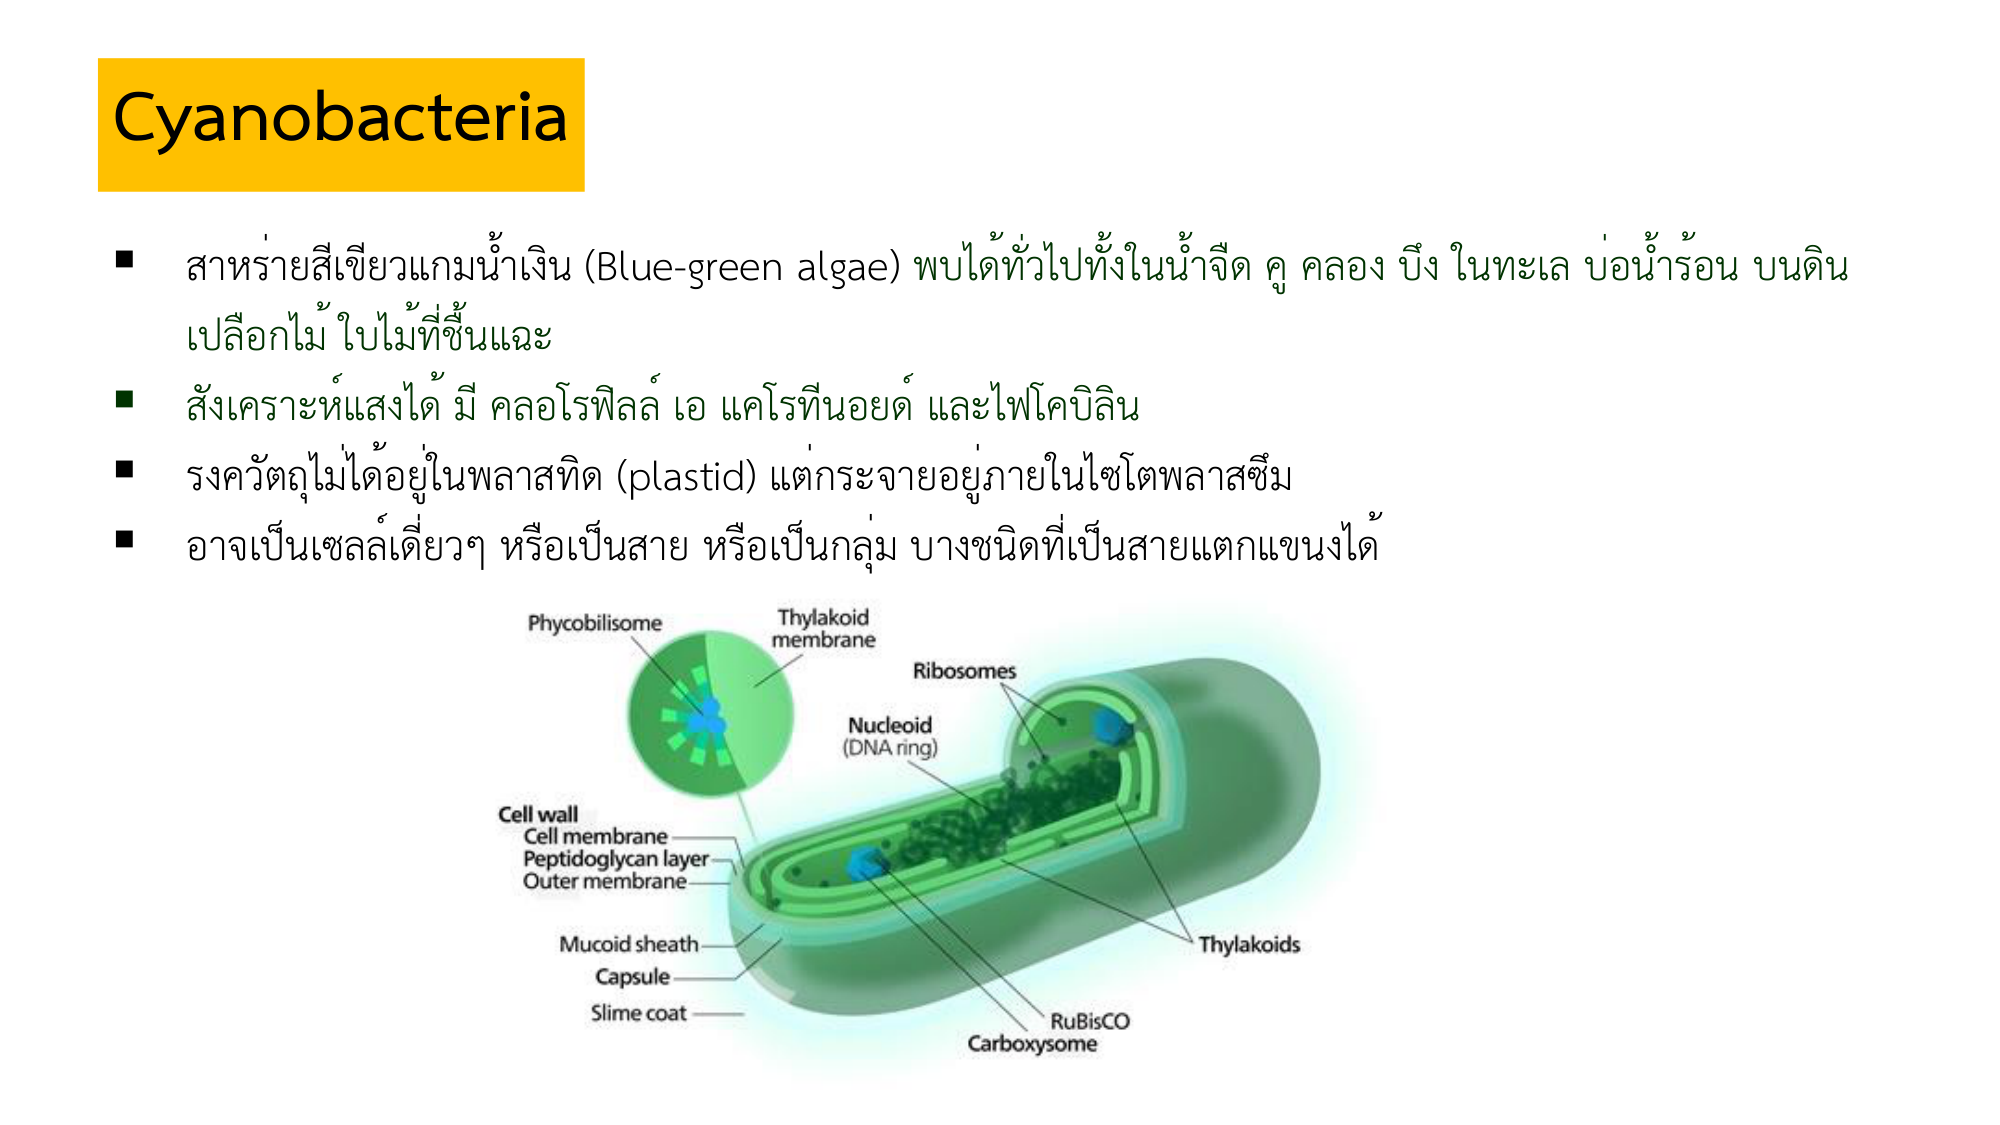 Cyanobacteria
▪ สาหร่ายสีเขียวแกมน้ำเงิน (Blue-green algae) พบได้ทั่วไปทั้งในน้ำจืด คู คลอง บึง ในทะเล บ่อน้ำร้อน บนดิน
เปลือกไม้ ใบไม้ที่ชื้นแฉะ
▪ สังเคราะห์แสงได้ มี คลอโรฟิลล์ เอ แคโรทีนอยด์ และไฟโคบิลิน
▪ รงควัตถุไม่ได้อยู่ในพลาสทิด (plastid) แต่กระจายอยู่ภายในไซโตพลาสซึม
▪ อาจเป็นเซลล์เดี่ยวๆ หรือเป็นสาย หรือเป็นกลุ่ม บางชนิดที่เป็นสายแตกแขนงได้
Phycobilisome
Thylakoid
membrane
Ribosomes
Nucleoid
(DNA ring)
Cell wall
Cell membrane
Peptidoglycan layer
Outer membrane
Mucoid sheath
Capsule
Slime coat
Thylakoids
RuBisCO
Carboxysome